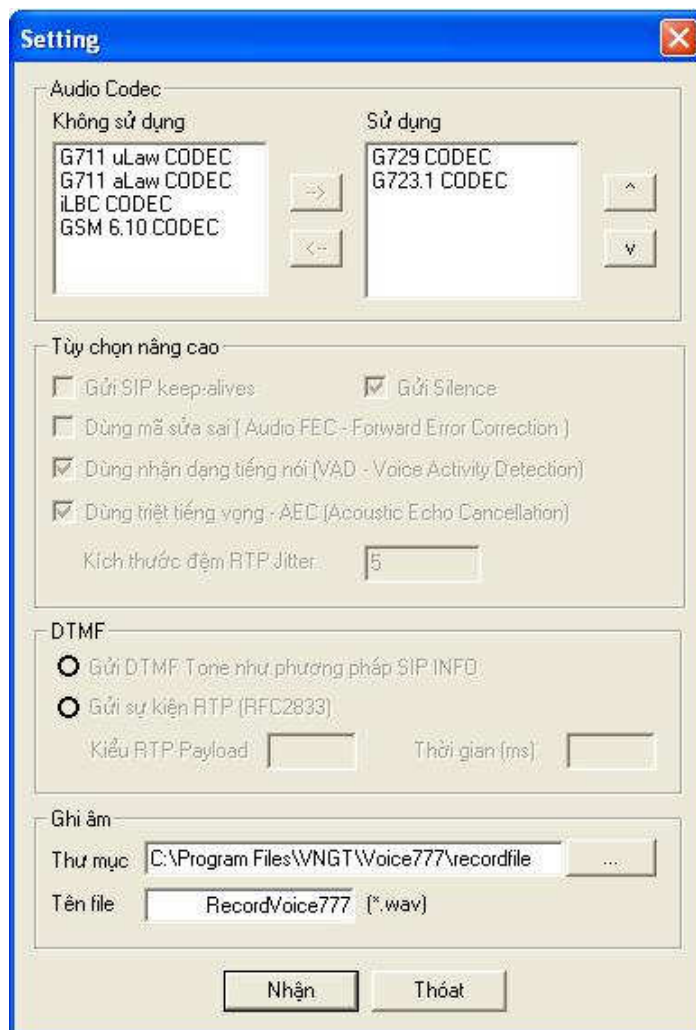 Setting
Audio Codec
Không sử dụng Sử dụng
G711 uLaw CODEC
G711 aLaw CODEC
iLBC CODEC
GSM 6.10 CODEC
=>
<--
G729 CODEC
G723.1 CODEC
^
v
Tùy chọn nâng cao
Gửi SIP keep-alives Gửi Silence
Dùng mã sửa sai ( Audio FEC - Forward Error Correction )
Dùng nhận dạng tiếng nói (VAD - Voice Activity Detection)
Dùng triệt tiếng vọng - AEC (Acoustic Echo Cancellation)
Kích thước đệm RTP Jitter 5
DTMF
Gửi DTMF Tone như phương pháp SIP INFO
Gửi sự kiện RTP (RFC2833)
Kiểu RTP Payload Thời gian (ms)
Ghi âm
Thư mục C:\Program Files\VNGT\Voice777\recordfile ...
Tên file RecordVoice777 (*.wav)
Nhận Thóat